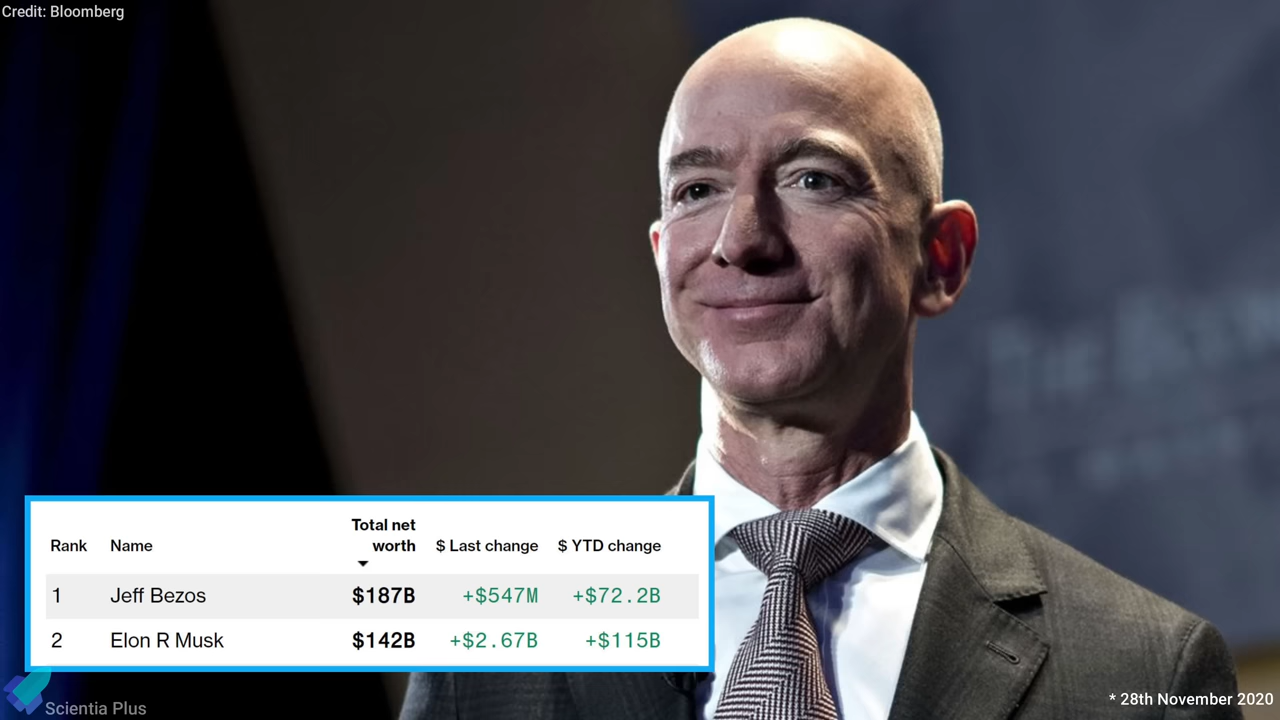 Credit: Bloomberg
Rank Name Total net worth $ Last change $ YTD change
1 Jeff Bezos $187B +$547M +$72.2B
2 Elon R Musk $142B +$2.67B +$115B
Scientia Plus
* 28th November 2020